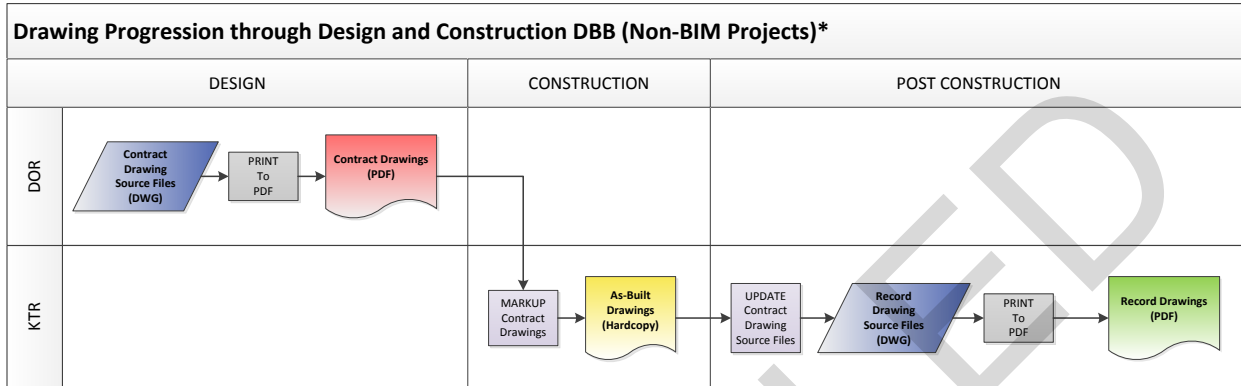 Drawing Progression through Design and Construction DBB (Non-BIM Projects)*
DESIGN
CONSTRUCTION
POST CONSTRUCTION
DOR
Contract
Drawing
Source Files
(DWG)
PRINT
To
PDF
Contract Drawings
(PDF)
KTR
MARKUP
Contract
Drawings
As-Built
Drawings
(Hardcopy)
UPDATE
Contract
Drawing
Source Files
Record
Drawing
Source Files
(DWG)
PRINT
To
PDF
Record Drawings
(PDF)
ED